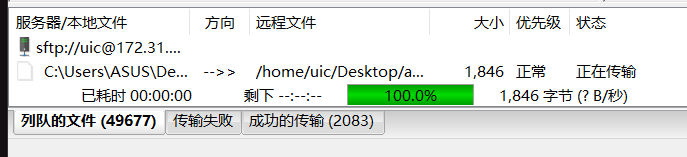 服务器/本地文件 方向 远程文件 大小 优先级 状态
sftp://uic@172.31....
C:\Users\ASUS\De... -->> /home/uic/Desktop/a... 1,846 正常 正在传输
已耗时 00:00:00 剩下 --:--:-- 100.0% 1,846 字节 (? B/秒)
列队的文件 (49677) 传输失败 成功的传输 (2083)